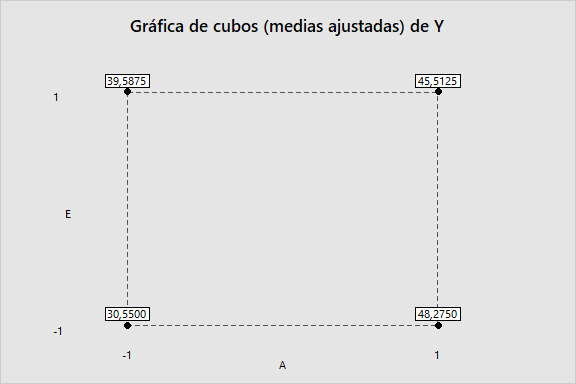 Gráfica de cubos (medias ajustadas) de Y
39,5875
45,5125
1
E
30,5500
48,2750
-1
-1
1
A